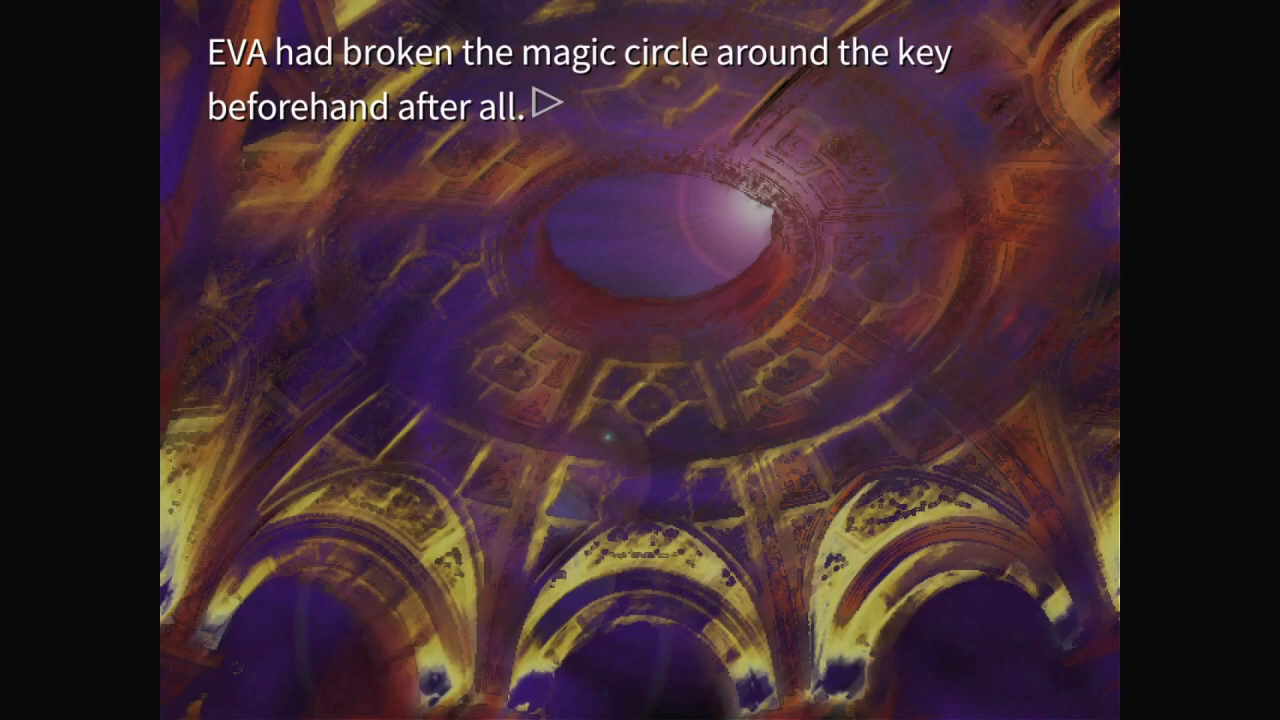 EVA had broken the magic circle around the key
beforehand after all.